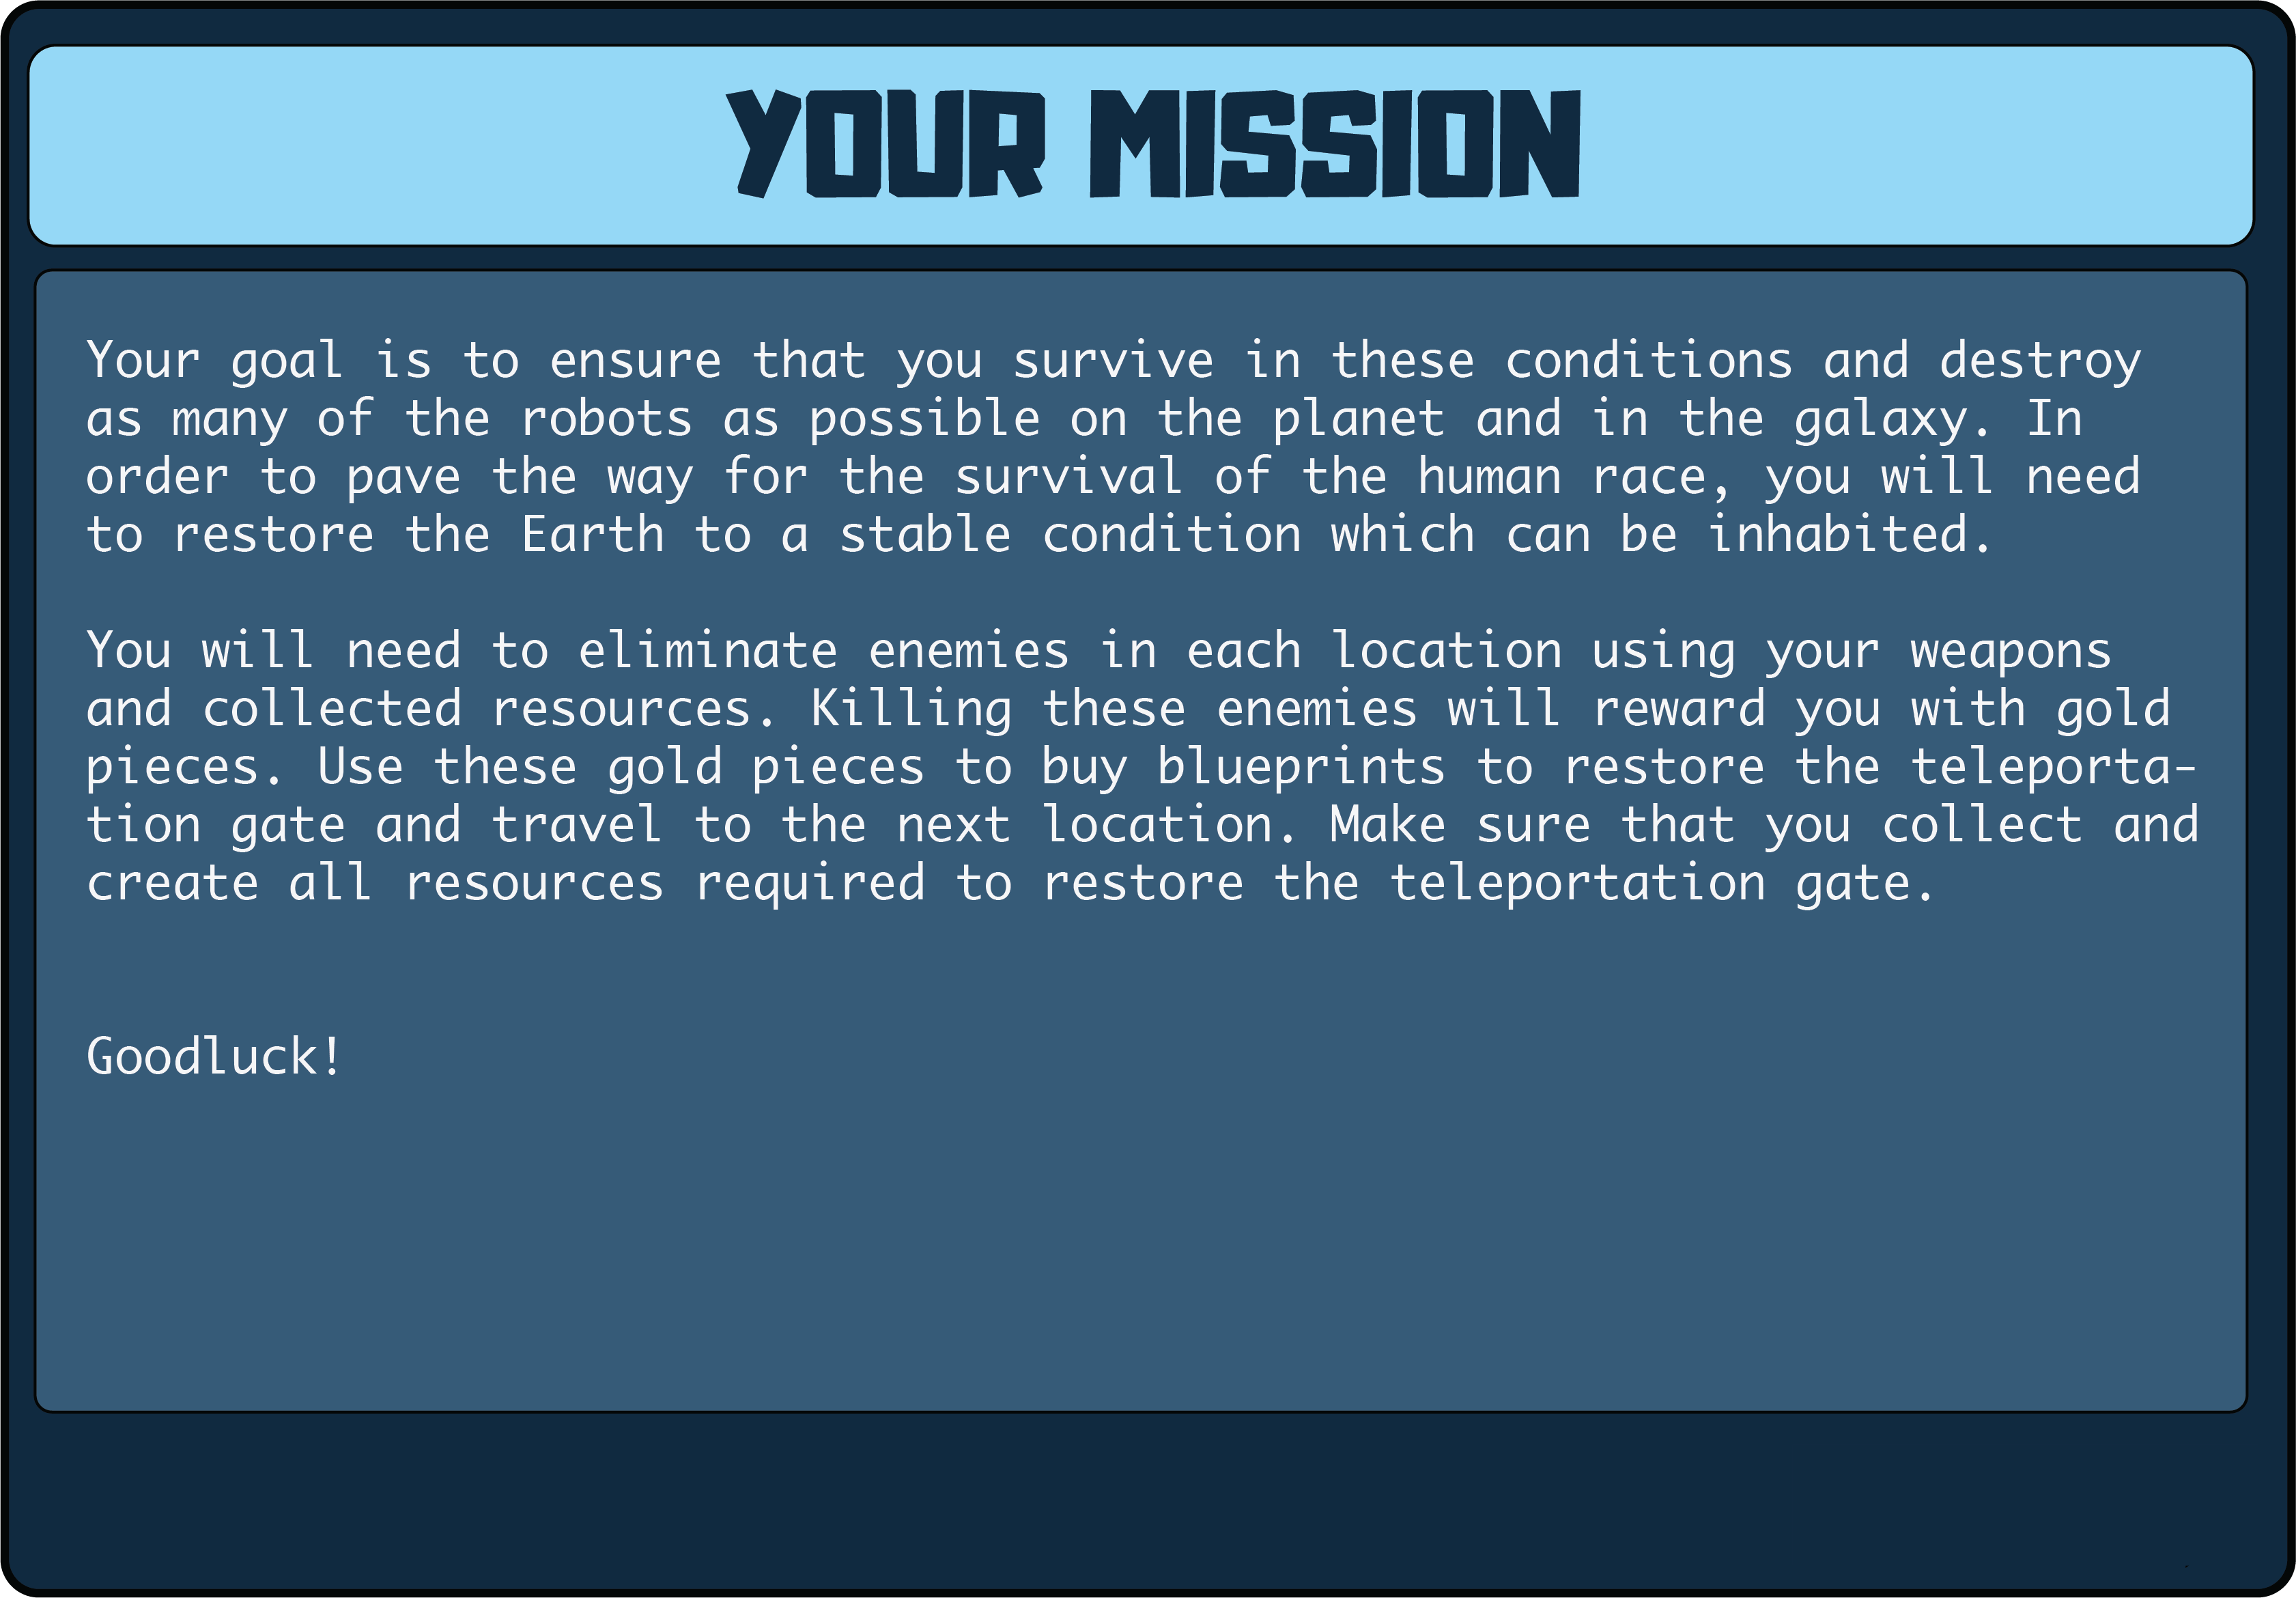 YOUR MISSION
Your goal is to ensure that you survive in these conditions and destroy
as many of the robots as possible on the planet and in the galaxy. In
order to pave the way for the survival of the human race, you will need
to restore the Earth to a stable condition which can be inhabited.
You will need to eliminate enemies in each location using your weapons
and collected resources. Killing these enemies will reward you with gold
pieces. Use these gold pieces to buy blueprints to restore the teleporta-
tion gate and travel to the next location. Make sure that you collect and
create all resources required to restore the teleportation gate.
Goodluck!